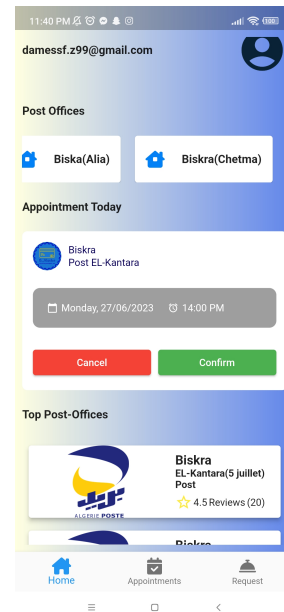 11:40 PM
100
damessf.z99@gmail.com
Post Offices
Biska(Alia)
Biskra(Chetma)
Appointment Today
Biskra
Post EL-Kantara
Monday, 27/06/2023
14:00 PM
Cancel
Confirm
Top Post-Offices
ALGERIE POSTE
Biskra
EL-Kantara(5 juillet)
Post
4.5 Reviews (20)
Biskra
Home
Appointments
Request